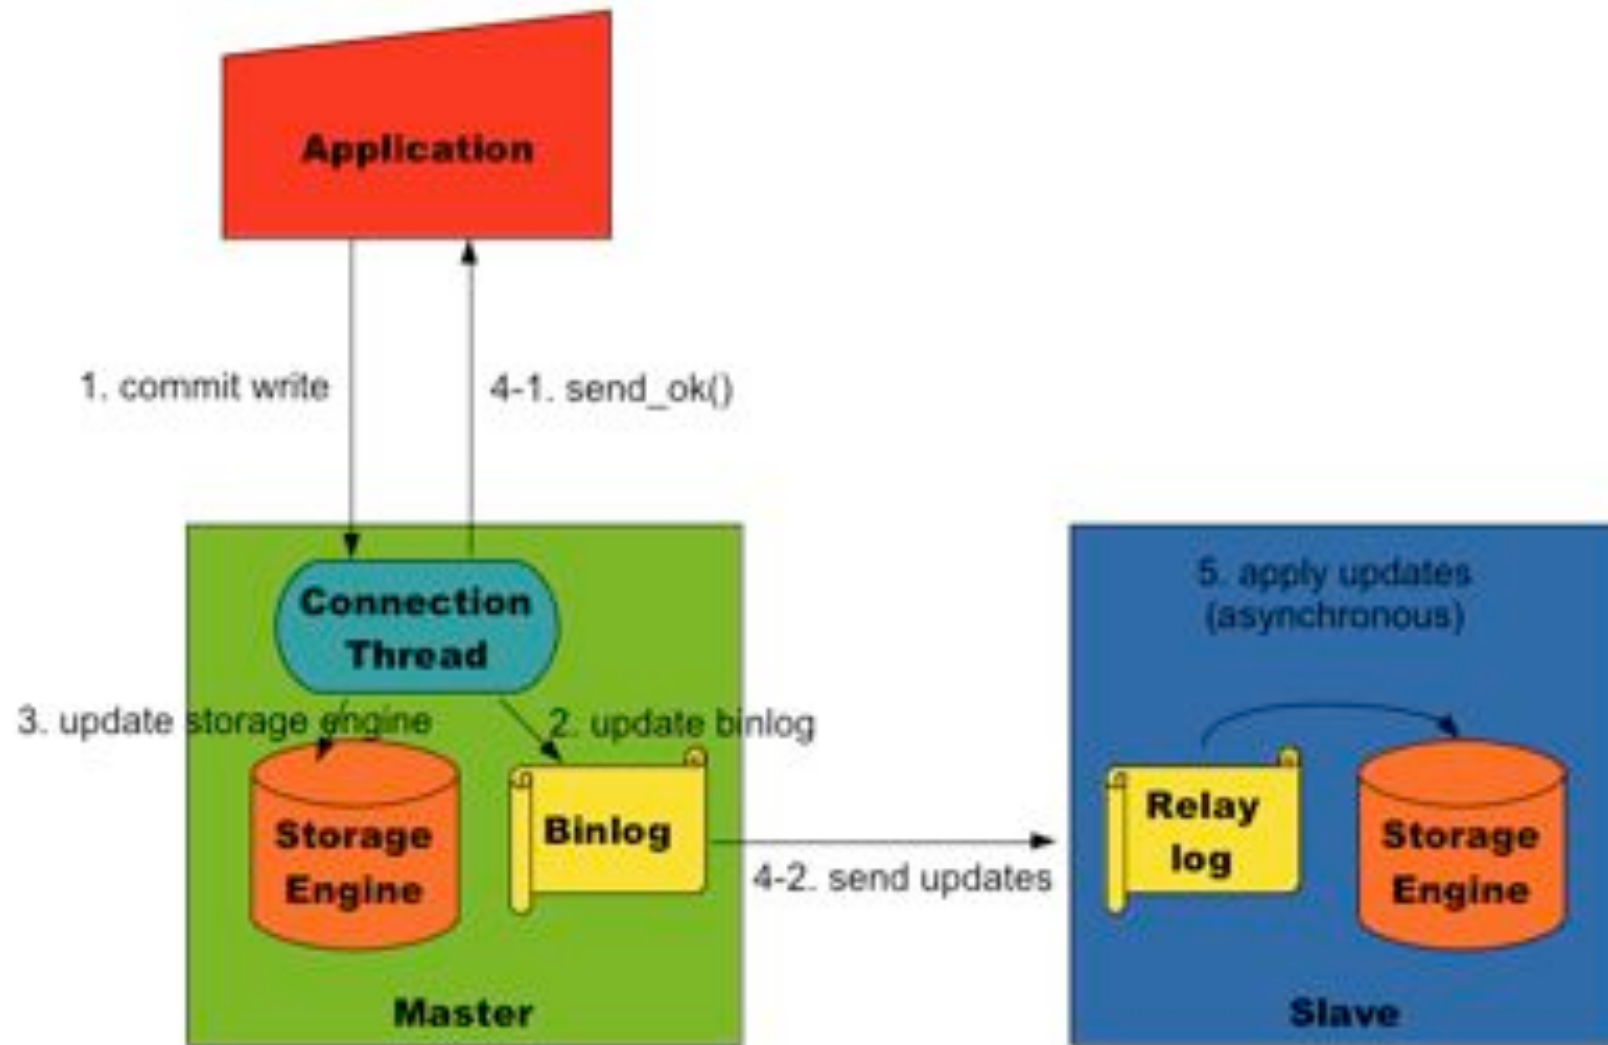 Application
1. commit write
4-1. send_ok()
Connection
Thread
5. apply updates
(asynchronous)
3. update storage engine
2. update binlog
Storage
Engine
Binlog
4-2. send updates
Relay
log
Storage
Engine
Master
Slave